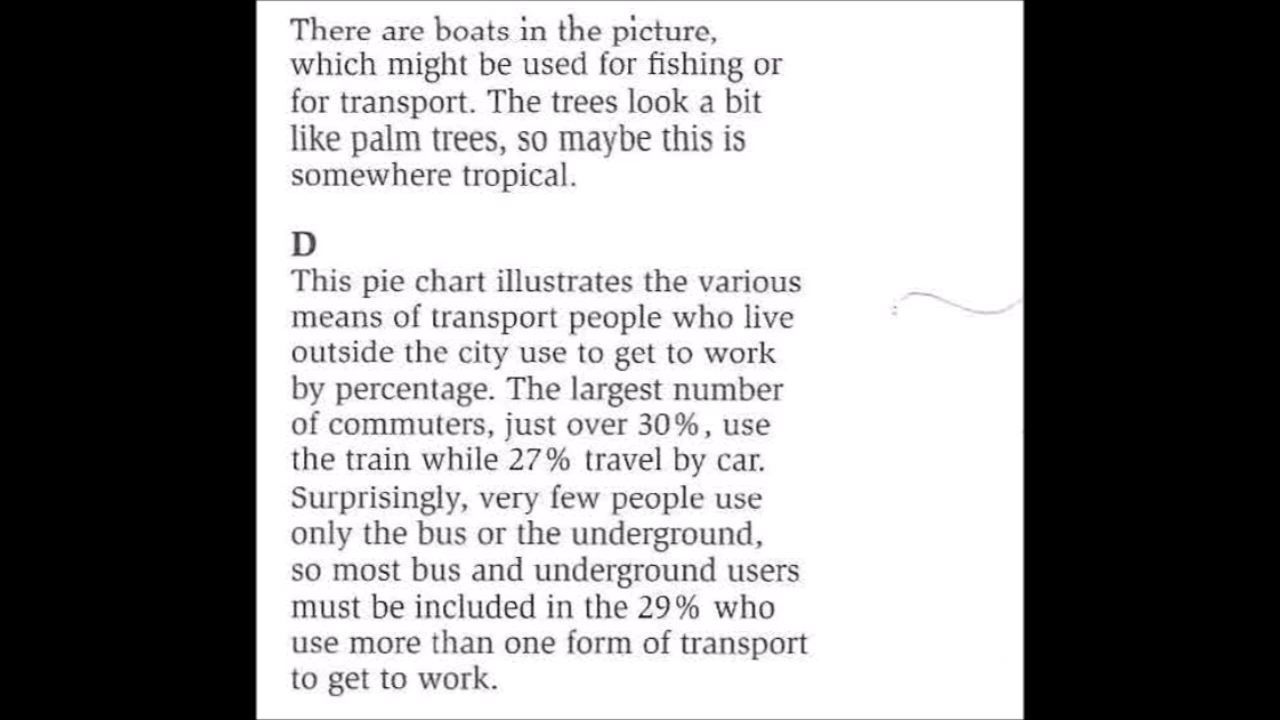 There are boats in the picture,
which might be used for fishing or
for transport. The trees look a bit
like palm trees, so maybe this is
somewhere tropical.
D
This pie chart illustrates the various
means of transport people who live
outside the city use to get to work
by percentage. The largest number
of commuters, just over 30%, use
the train while 27% travel by car.
Surprisingly, very few people use
only the bus or the underground,
so most bus and underground users
must be included in the 29% who
use more than one form of transport
to get to work.